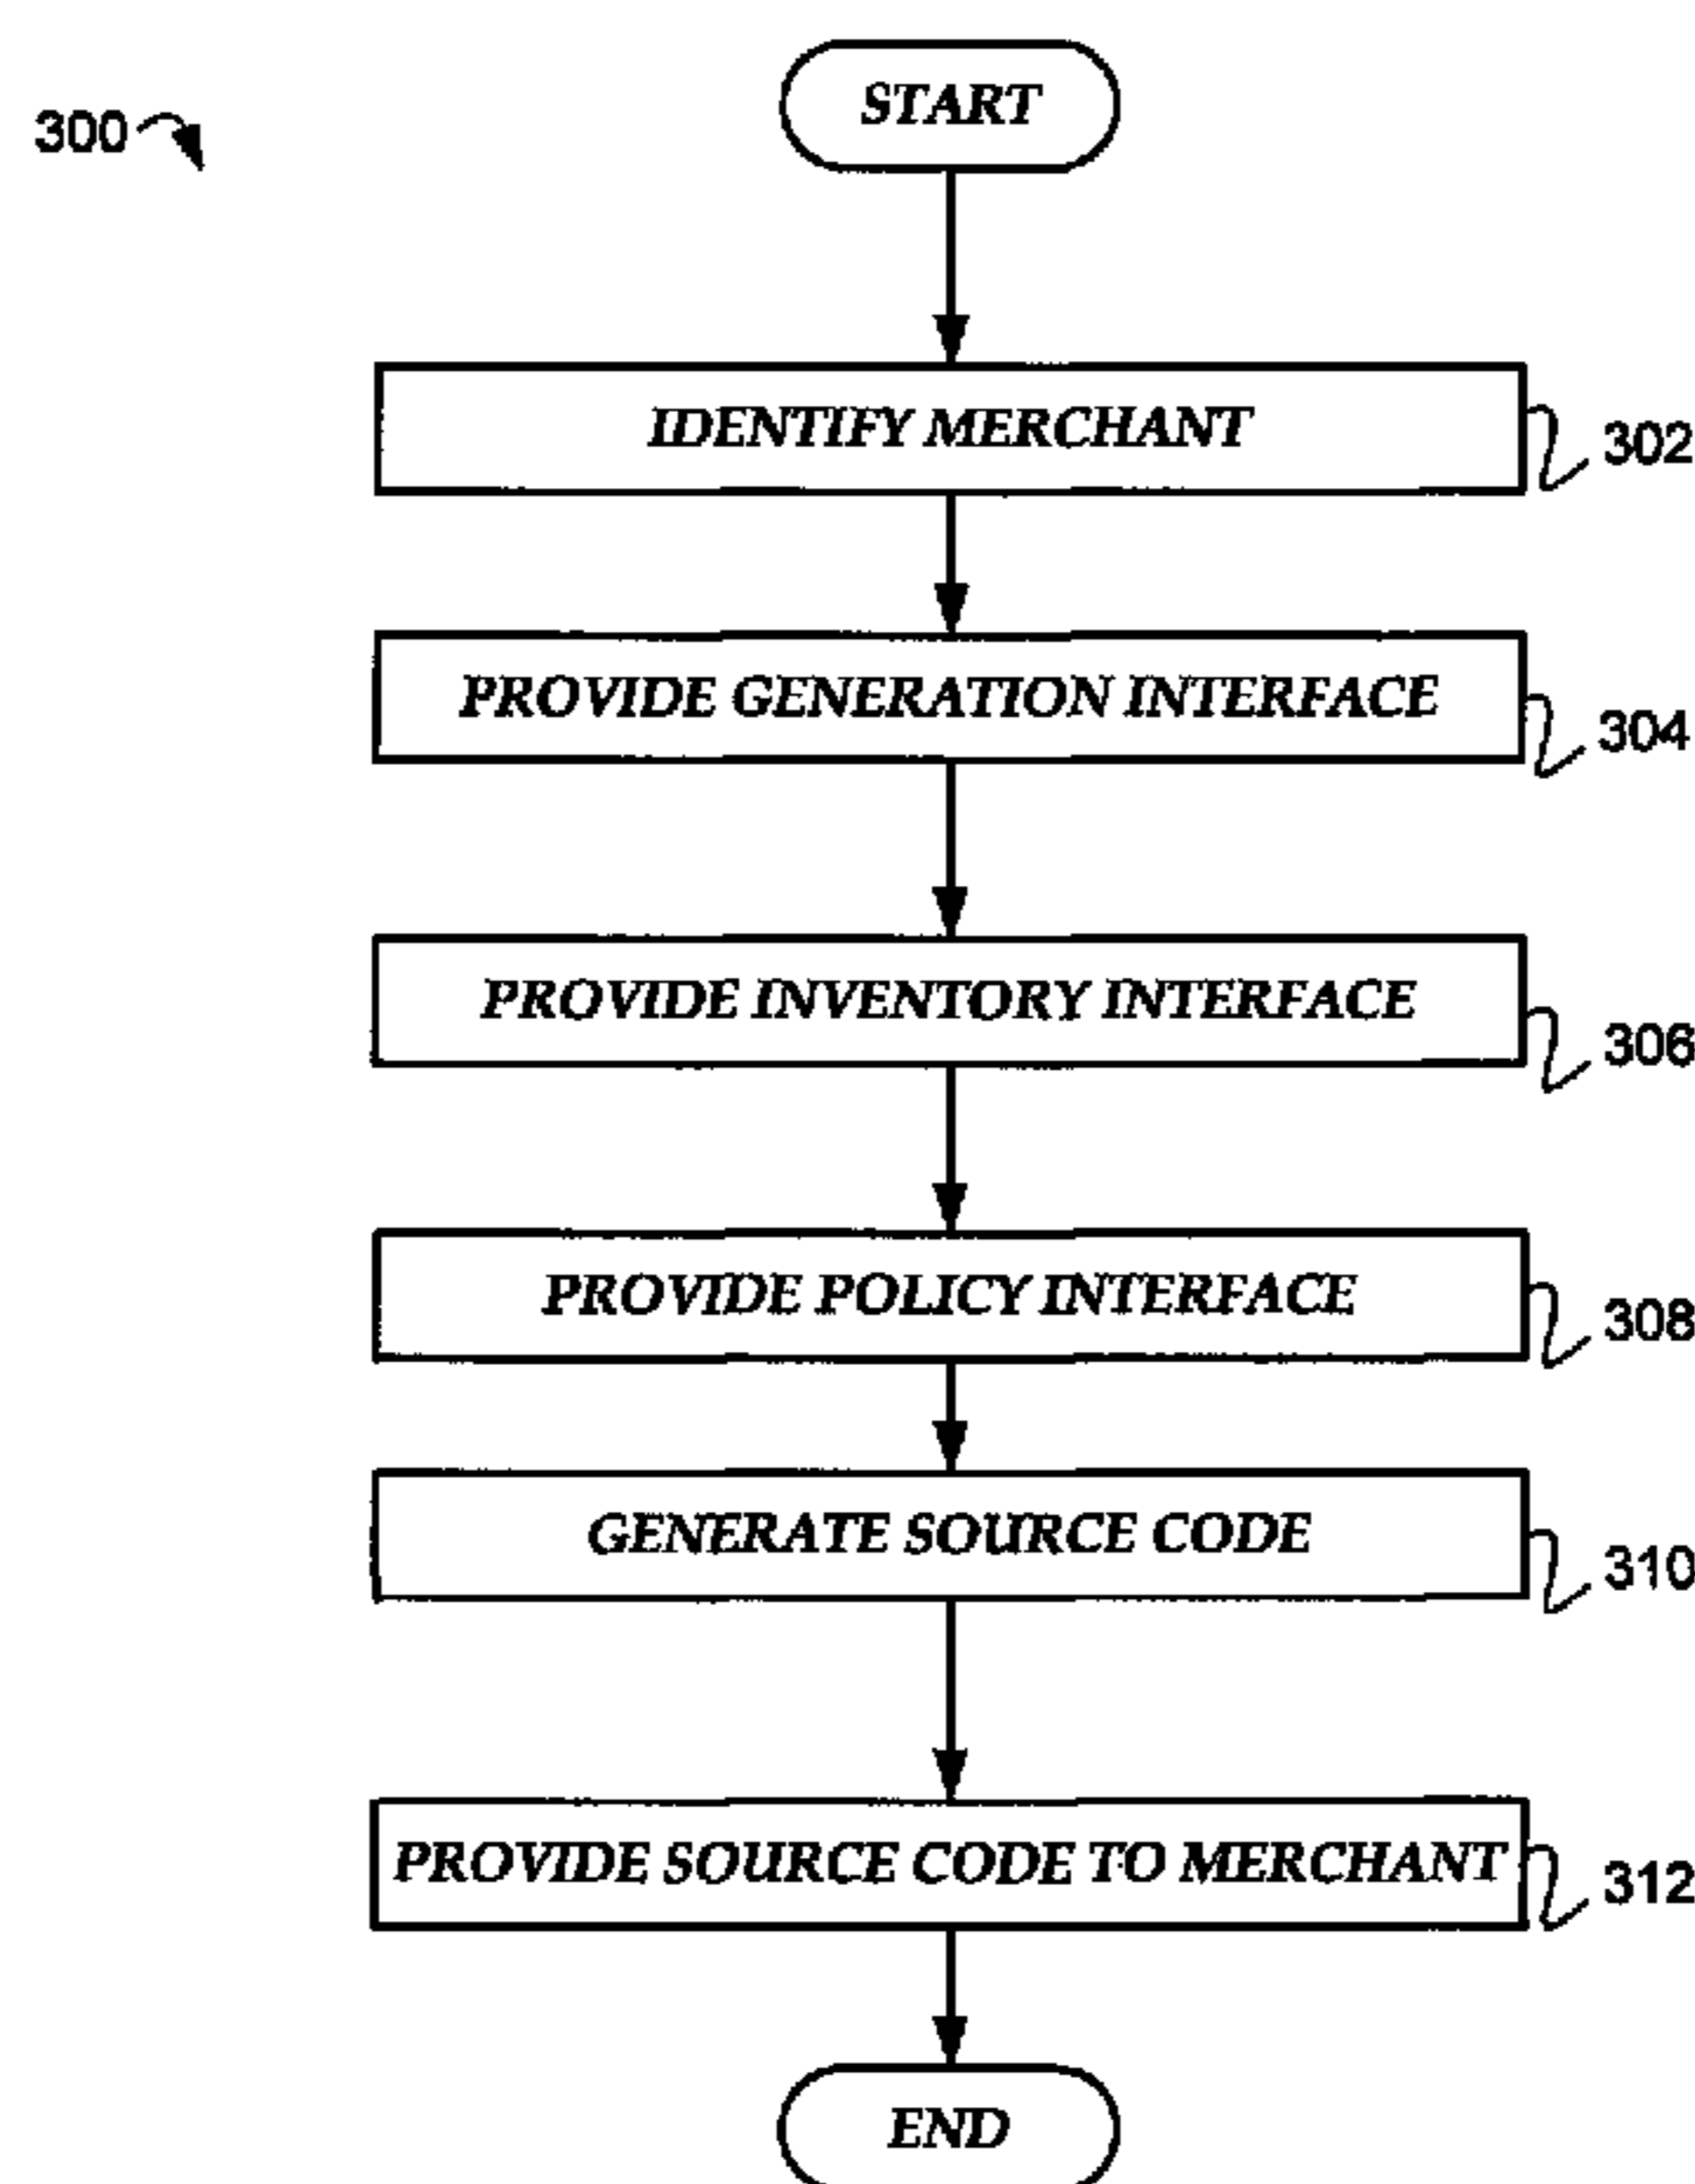 START
300
IDENTIFY MERCHANT
302
PROVIDE GENERATION INTERFACE
304
PROVIDE INVENTORY INTERFACE
306
PROVIDE POLICY INTERFACE
308
GENERATE SOURCE CODE
310
PROVIDE SOURCE CODE TO MERCHANT
312
END